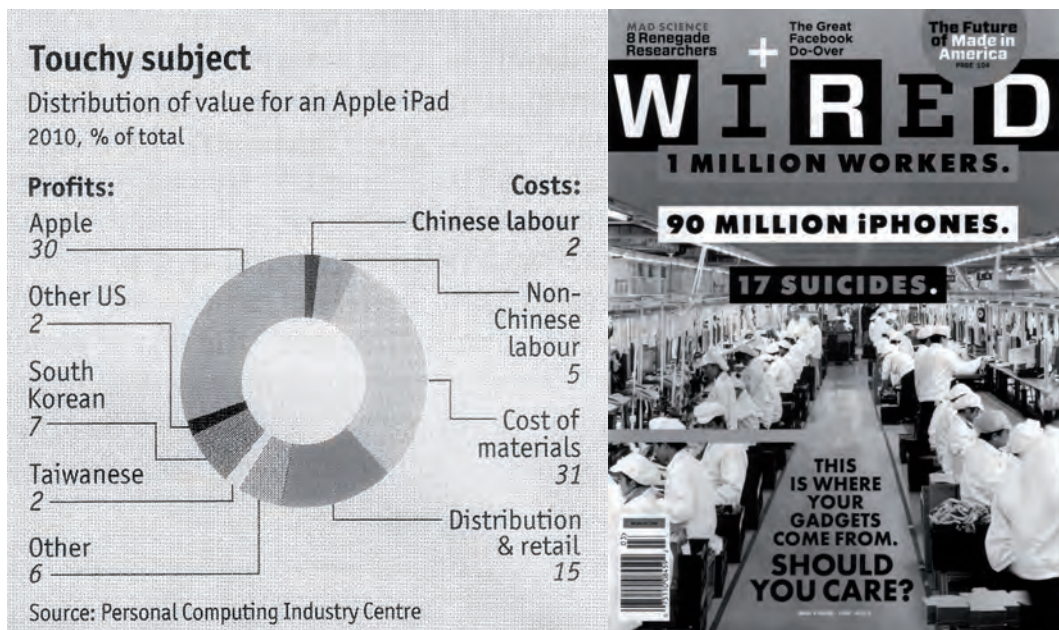 Touchy subject
Distribution of value for an Apple iPad
2010, % of total
Profits:
Apple
30
Other US
2
South
Korean
7
Taiwanese
2
Other
6
Costs:
Chinese labour
2
Non-
Chinese
labour
5
Cost of
materials
31
Distribution
& retail
15
Source: Personal Computing Industry Centre
MAD SCIENCE
8 Renegade
Researchers
+
The Great
Facebook
Do-Over
The Future
of Made in
America
PAGE 104
WIRED
1 MILLION WORKERS.
90 MILLION iPHONES.
17 SUICIDES.
THIS
IS WHERE
YOUR
GADGETS
COME FROM.
SHOULD
YOU CARE?